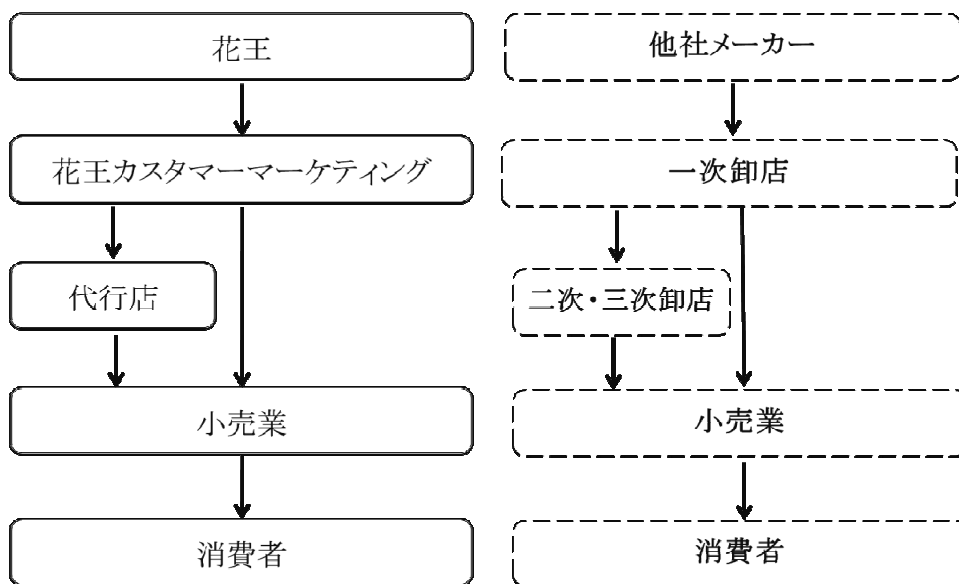 花王
花王カスタマーマーケティング
代行店
小売業
消費者
他社メーカー
一次卸店
二次・三次卸店
小売業
消費者